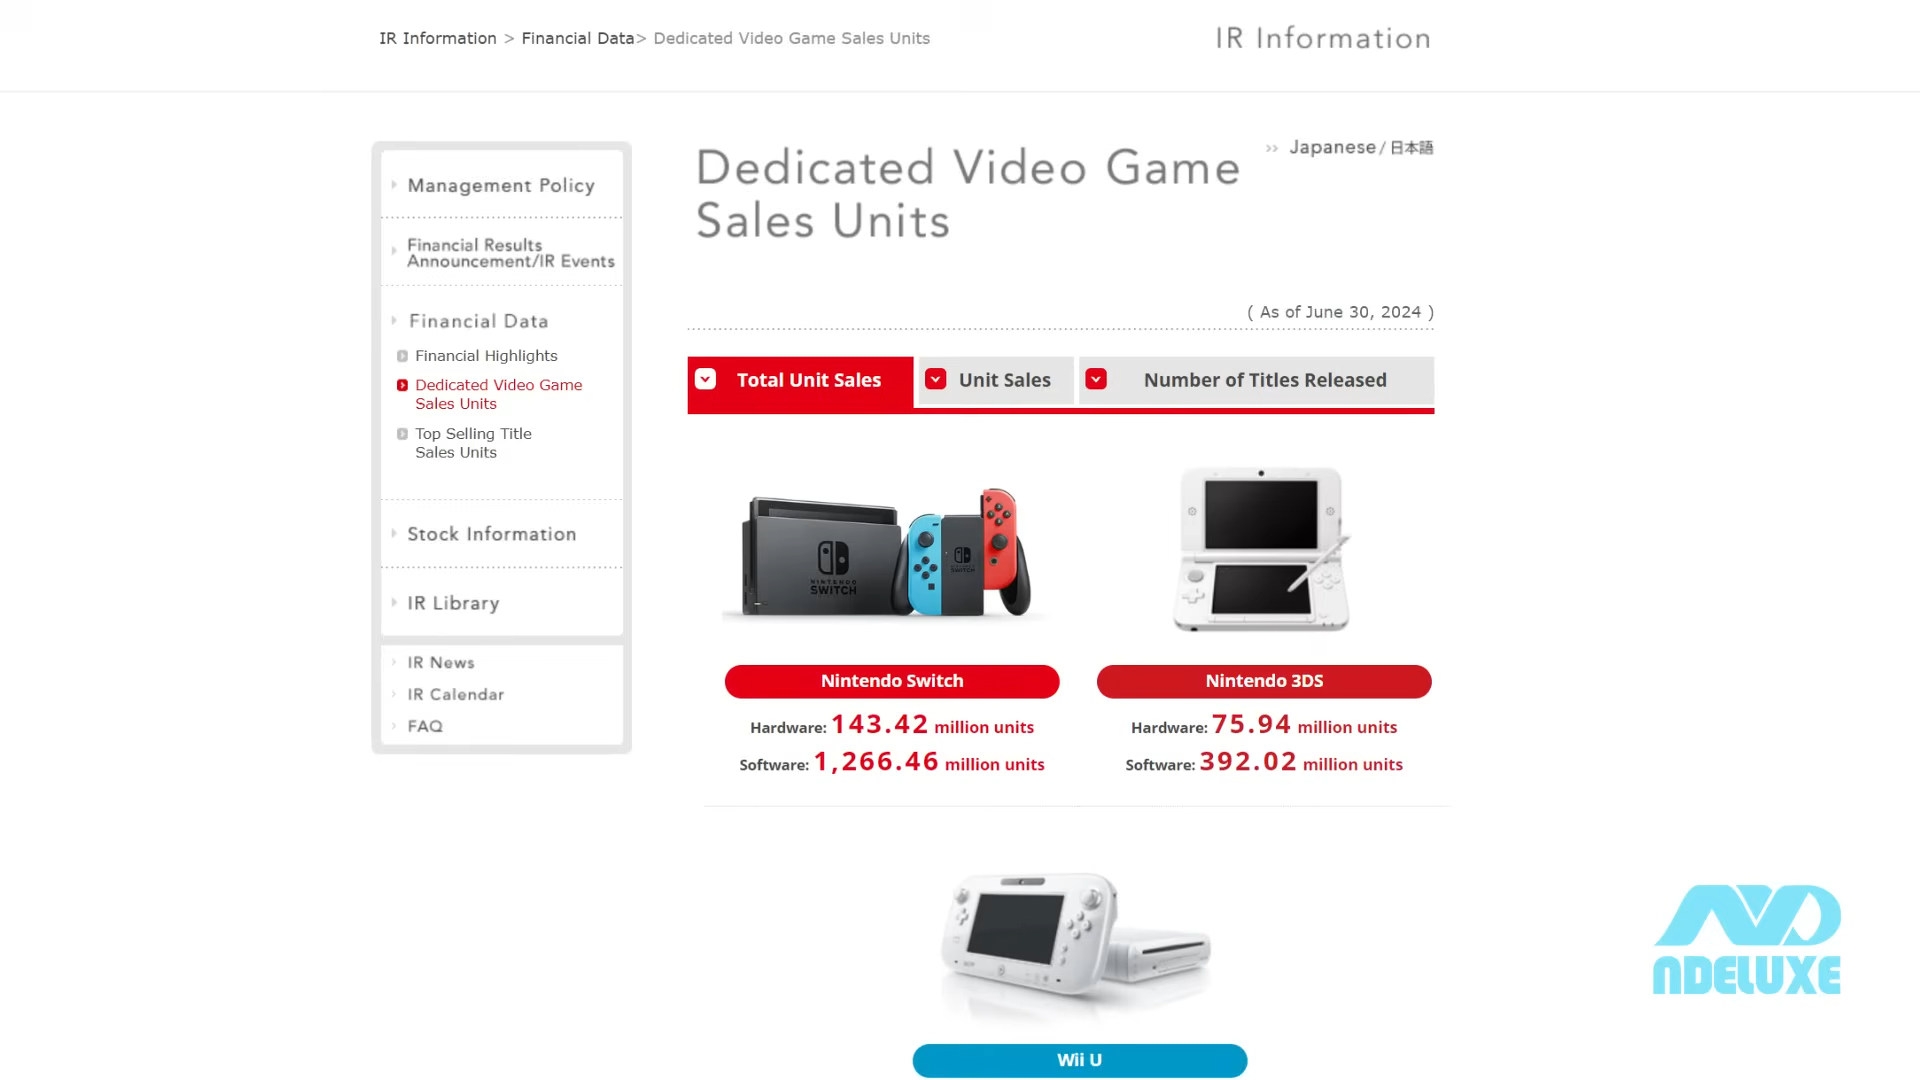 IR Information > Financial Data> Dedicated Video Game Sales Units
IR Information
Management Policy
Financial Results
Announcement/IR Events
Financial Data
Financial Highlights
Dedicated Video Game
Sales Units
Top Selling Title
Sales Units
Stock Information
IR Library
IR News
IR Calendar
FAQ
Dedicated Video Game
Sales Units
›› Japanese / 日本語
( As of June 30, 2024 )
Total Unit Sales
Unit Sales
Number of Titles Released
NINTENDO
SWITCH
NINTENDO
SWITCH
Nintendo Switch
Hardware: 143.42 million units
Software: 1,266.46 million units
Nintendo 3DS
Hardware: 75.94 million units
Software: 392.02 million units
Wii U
ND
NDELUXE